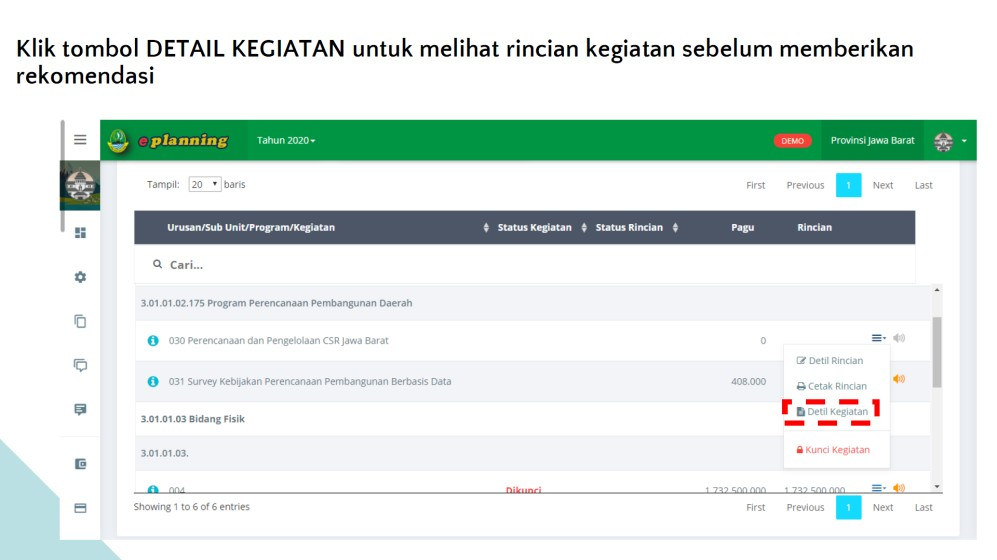 Klik tombol DETAIL KEGIATAN untuk melihat rincian kegiatan sebelum memberikan
rekomendasi
eplanning Tahun 2020 DEMO Provinsi Jawa Barat
Tampil: 20 baris First Previous 1 Next Last
Urusan/Sub Unit/Program/Kegiatan Status Kegiatan Status Rincian Pagu Rincian
Cari...
3.01.01.02.175 Program Perencanaan Pembangunan Daerah
030 Perencanaan dan Pengelolaan CSR Jawa Barat 0
Detil Rincian
031 Survey Kebijakan Perencanaan Pembangunan Berbasis Data 408.000
Cetak Rincian
Detil Kegiatan
3.01.01.03 Bidang Fisik
Kunci Kegiatan
3.01.01.03.
004 Dikunci 1.732.500.000 1.732.500.000
Showing 1 to 6 of 6 entries First Previous 1 Next Last